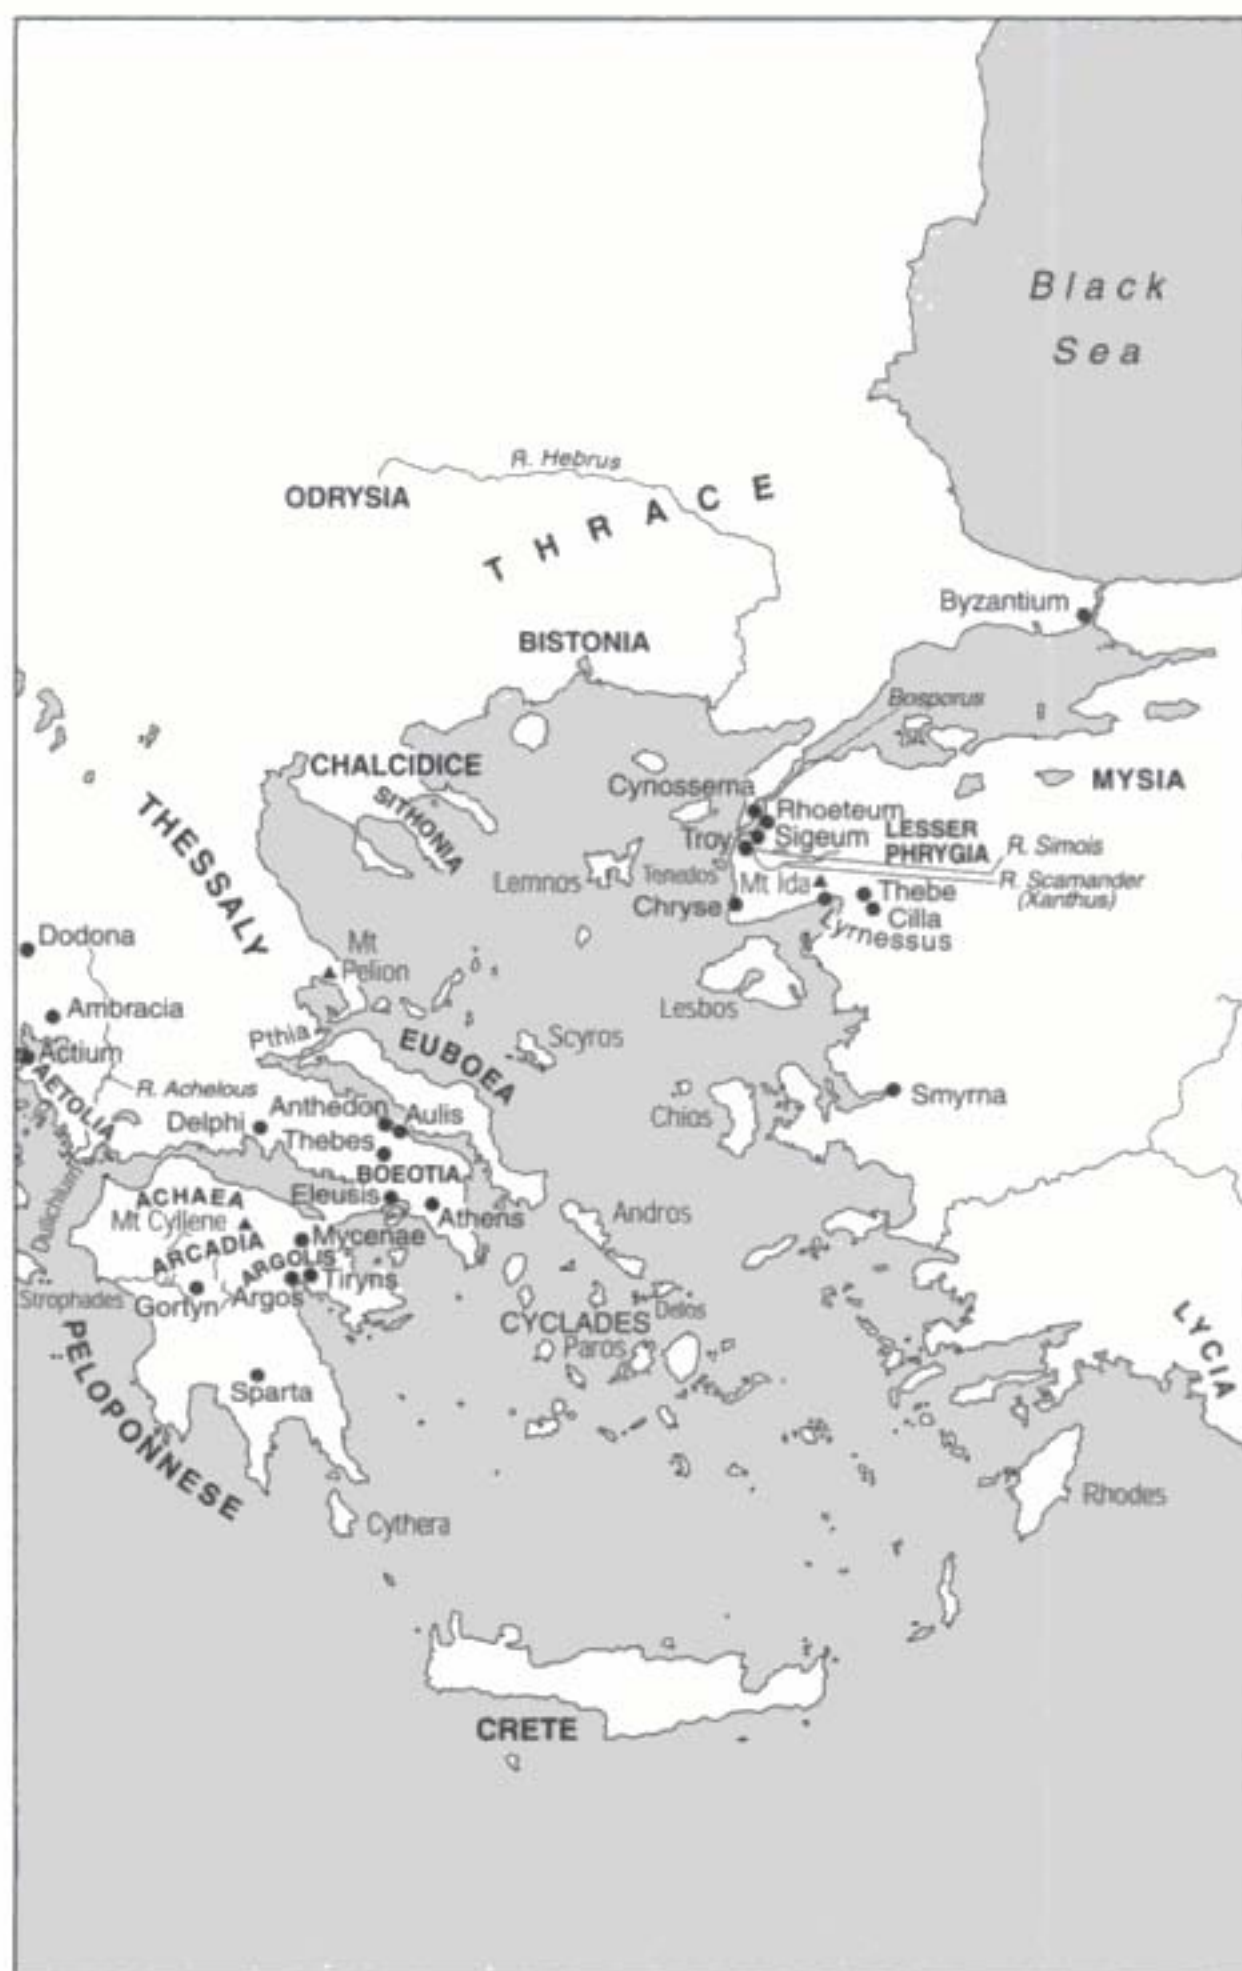 Black
Sea
R. Hebrus
ODRYSIA
THRACE
Byzantium
BISTONIA
Bosporus
CHALCIDICE
SITHONIA
Cynosserna
MYSIA
Rhoeteum
THESSALY
Troy
Sigeum
LESSER
PHRYGIA
R. Simois
Lemnos
Tenedos
Mt Ida
R. Scamander
(Xanthus)
Thebe
Chryse
Cilla
Lyrnessus
Dodona
Mt
Pelion
Ambracia
Lesbos
Pthia
EUBOEA
Scyros
Actium
AETOLIA
R. Achelous
Smyrna
Anthedon
Aulis
Chios
Delphi
Thebes
BOEOTIA
Dulichium
ACHAEA
Eleusis
Mt Cyllene
Athens
Andros
ARCADIA
Mycenae
ARGOLIS
Tiryns
Strophades
Gortyn
Argos
Delos
CYCLADES
Paros
LYCIA
PELOPONNESE
Sparta
Rhodes
Cythera
CRETE